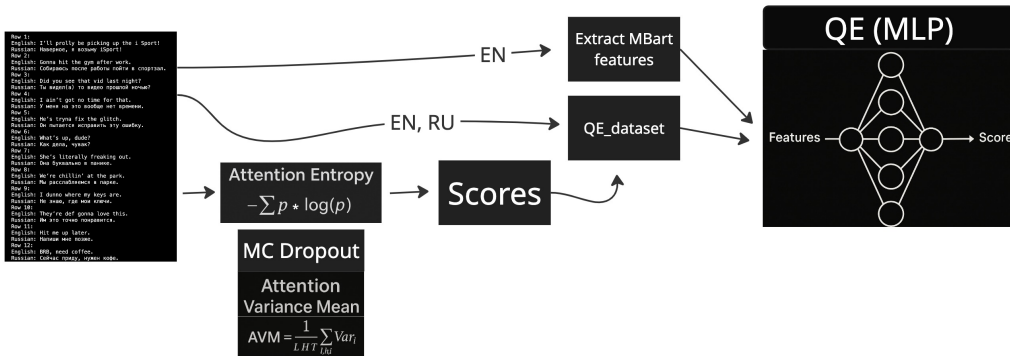 Row 1:
English: I'll prolly be picking up the i Sport!
Russian: Наверное, я возьму iSport!
Row 2:
English: Gonna hit the gym after work.
Russian: Собираюсь после работы пойти в спортзал.
Row 3:
English: Did you see that vid last night?
Russian: Ты видел(а) то видео прошлой ночью?
Row 4:
English: I ain't got no time for that.
Russian: У меня на это вообще нет времени.
Row 5:
English: He's tryna fix the glitch.
Russian: Он пытается исправить эту ошибку.
Row 6:
English: What's up, dude?
Russian: Как дела, чувак?
Row 7:
English: She's literally freaking out.
Russian: Она буквально в панике.
Row 8:
English: We're chillin' at the park.
Russian: Мы расслабляемся в парке.
Row 9:
English: I dunno where my keys are.
Russian: Не знаю, где мои ключи.
Row 10:
English: They're def gonna love this.
Russian: Им это точно понравится.
Row 11:
English: Hit me up later.
Russian: Напиши мне позже.
Row 12:
English: BRB, need coffee.
Russian: Сейчас приду, нужен кофе.
EN
EN, RU
Extract MBart
features
QE_dataset
Attention Entropy
−∑ p * log(p)
Scores
MC Dropout
Attention
Variance Mean
AVM = 1/LHT ∑ Var_i
QE (MLP)
Features
Score